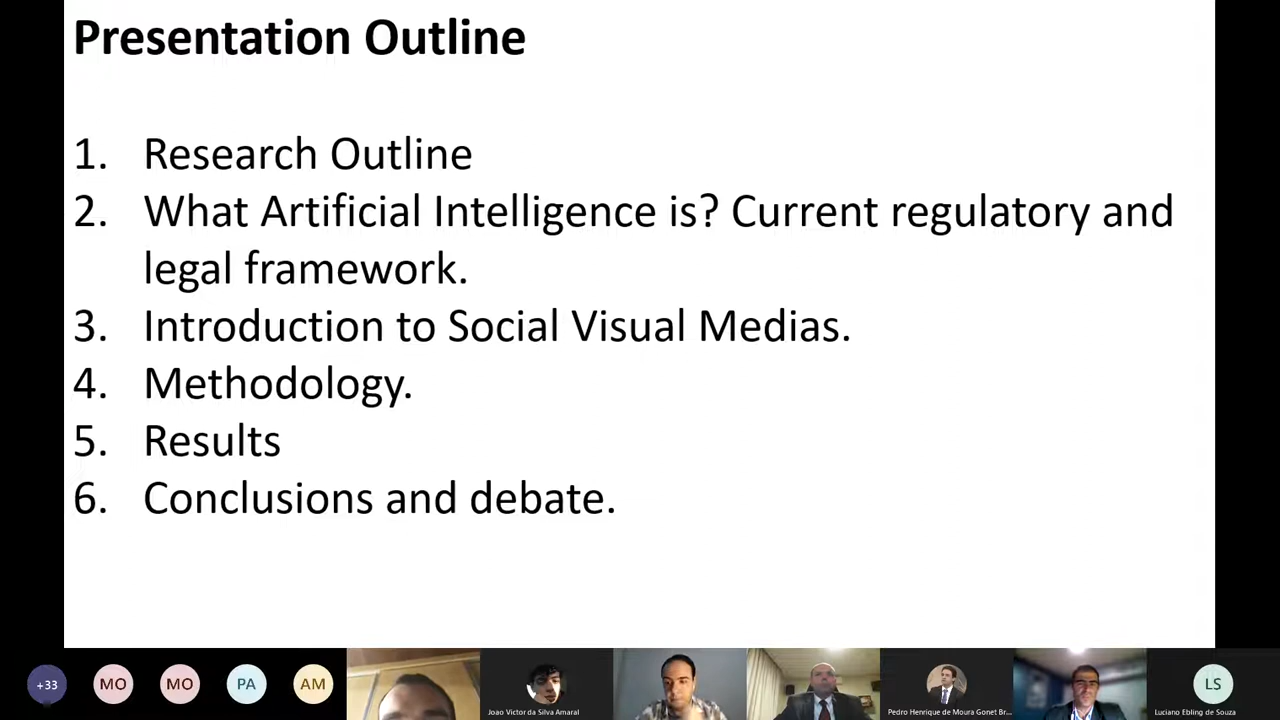 Presentation Outline
1. Research Outline
2. What Artificial Intelligence is? Current regulatory and
legal framework.
3. Introduction to Social Visual Medias.
4. Methodology.
5. Results
6. Conclusions and debate.
+33
MO
MO
PA
AM
Joao Victor da Silva Amaral
Pedro Henrique de Moura Gonet Br...
LS
Luciano Ebling de Souza